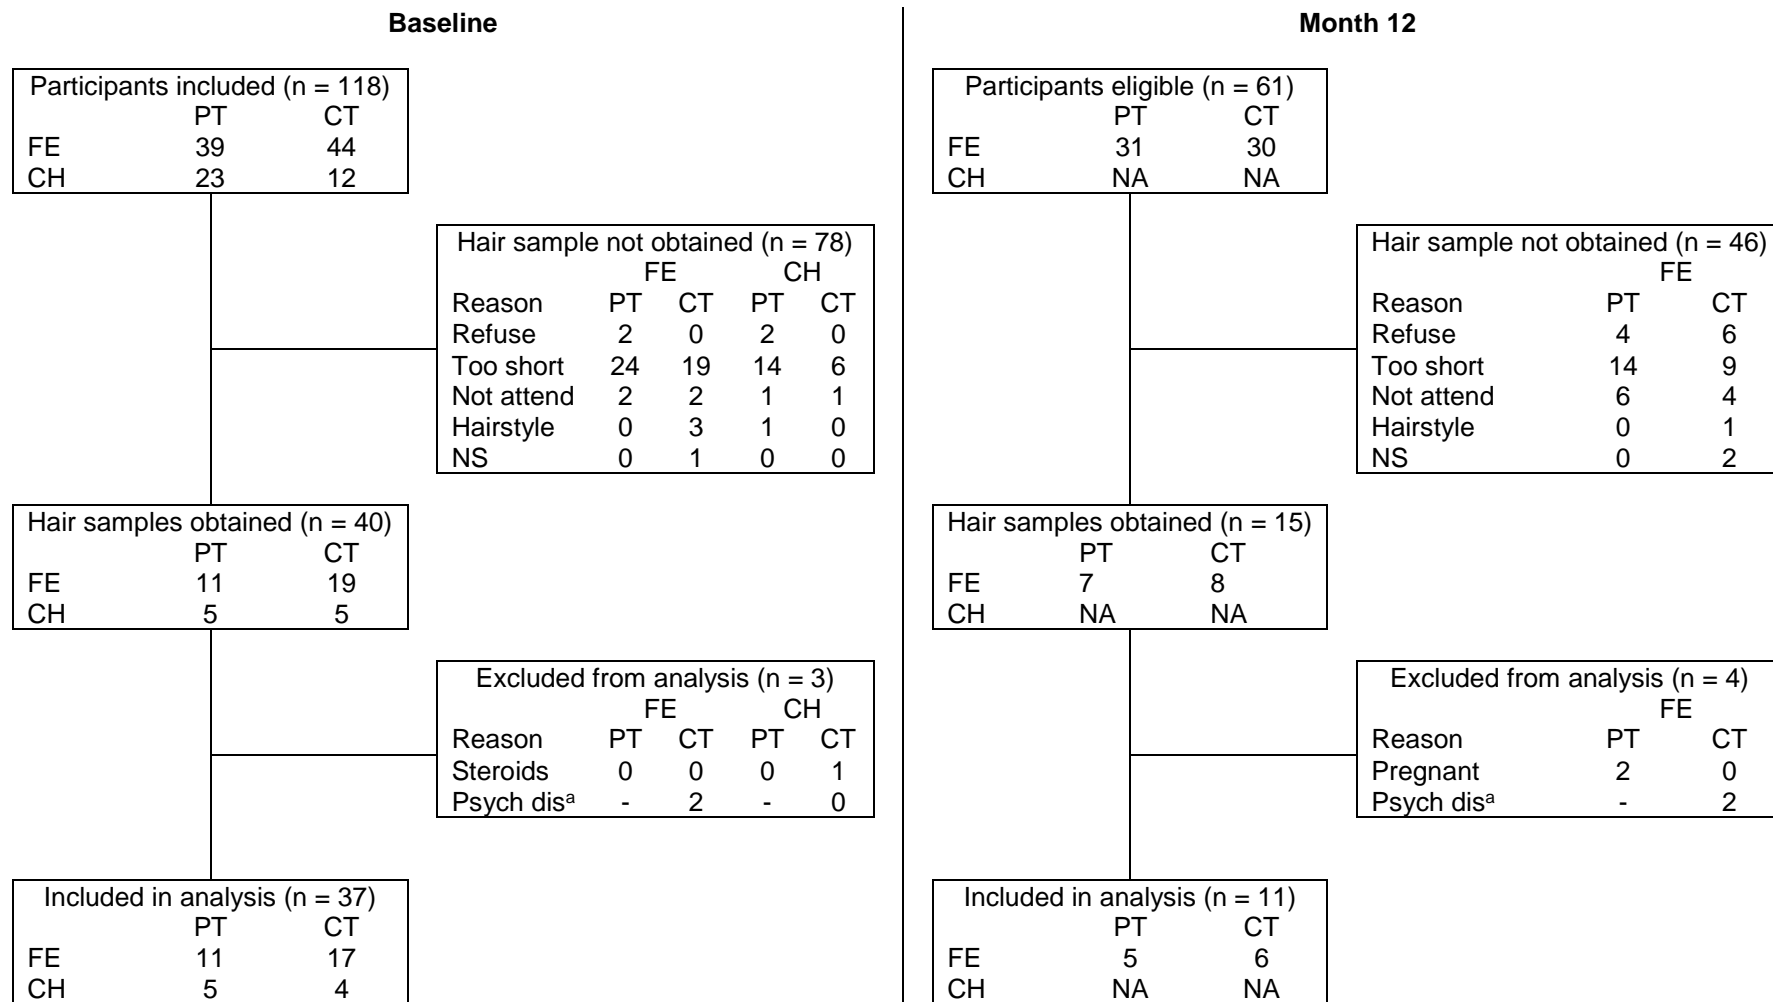 Baseline
Participants included (n = 118)
PT CT
FE 39 44
CH 23 12
Hair sample not obtained (n = 78)
FE CH
Reason PT CT PT CT
Refuse 2 0 2 0
Too short 24 19 14 6
Not attend 2 2 1 1
Hairstyle 0 3 1 0
NS 0 1 0 0
Hair samples obtained (n = 40)
PT CT
FE 11 19
CH 5 5
Excluded from analysis (n = 3)
FE CH
Reason PT CT PT CT
Steroids 0 0 0 1
Psych disᵃ - 2 - 0
Included in analysis (n = 37)
PT CT
FE 11 17
CH 5 4
Month 12
Participants eligible (n = 61)
PT CT
FE 31 30
CH NA NA
Hair sample not obtained (n = 46)
FE
Reason PT CT
Refuse 4 6
Too short 14 9
Not attend 6 4
Hairstyle 0 1
NS 0 2
Hair samples obtained (n = 15)
PT CT
FE 7 8
CH NA NA
Excluded from analysis (n = 4)
FE
Reason PT CT
Pregnant 2 0
Psych disᵃ - 2
Included in analysis (n = 11)
PT CT
FE 5 6
CH NA NA